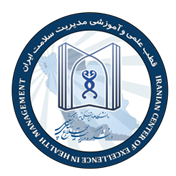 قطب علمی و آموزشی مدیریت سلامت ایران
IRANIAN CENTER OF EXCELLENCE IN HEALTH MANAGEMENT